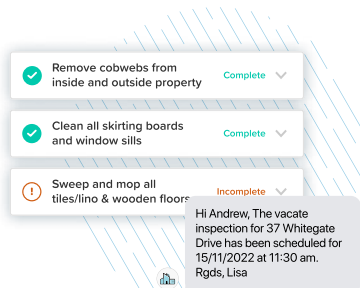 Remove cobwebs from
inside and outside property
Complete
Clean all skirting boards
and window sills
Complete
Sweep and mop all
tiles/lino & wooden floors
Incomplete
Hi Andrew, The vacate
inspection for 37 Whitegate
Drive has been scheduled for
15/11/2022 at 11:30 am.
Rgds, Lisa